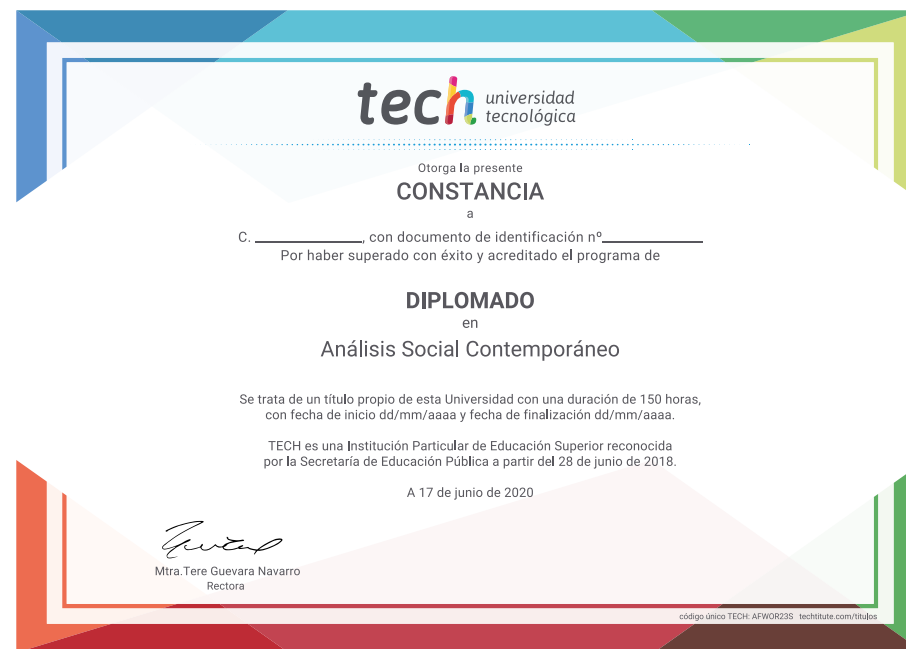 tech universidad
tecnológica
Otorga la presente
CONSTANCIA
a
C. ____________, con documento de identificación nº____________
Por haber superado con éxito y acreditado el programa de
DIPLOMADO
en
Análisis Social Contemporáneo
Se trata de un título propio de esta Universidad con una duración de 150 horas,
con fecha de inicio dd/mm/aaaa y fecha de finalización dd/mm/aaaa.
TECH es una Institución Particular de Educación Superior reconocida
por la Secretaría de Educación Pública a partir del 28 de junio de 2018.
A 17 de junio de 2020
Mtra.Tere Guevara Navarro
Rectora
código único TECH: AFWOR23S techtitute.com/titulos